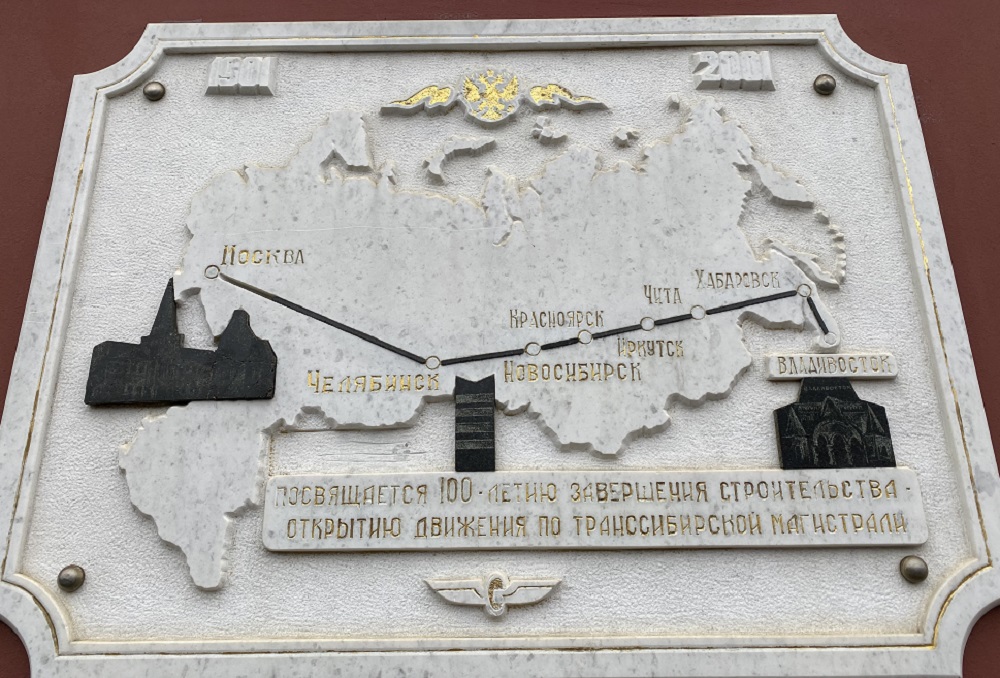 1901
2001
Москва
Хабаровск
Чита
Красноярск
Иркутск
Челябинск
Новосибирск
Владивосток
ВЛАДИВОСТОК
ПОСВЯЩАЕТСЯ 100-ЛЕТИЮ ЗАВЕРШЕНИЯ СТРОИТЕЛЬСТВА-
ОТКРЫТИЮ ДВИЖЕНИЯ ПО ТРАНССИБИРСКОЙ МАГИСТРАЛИ